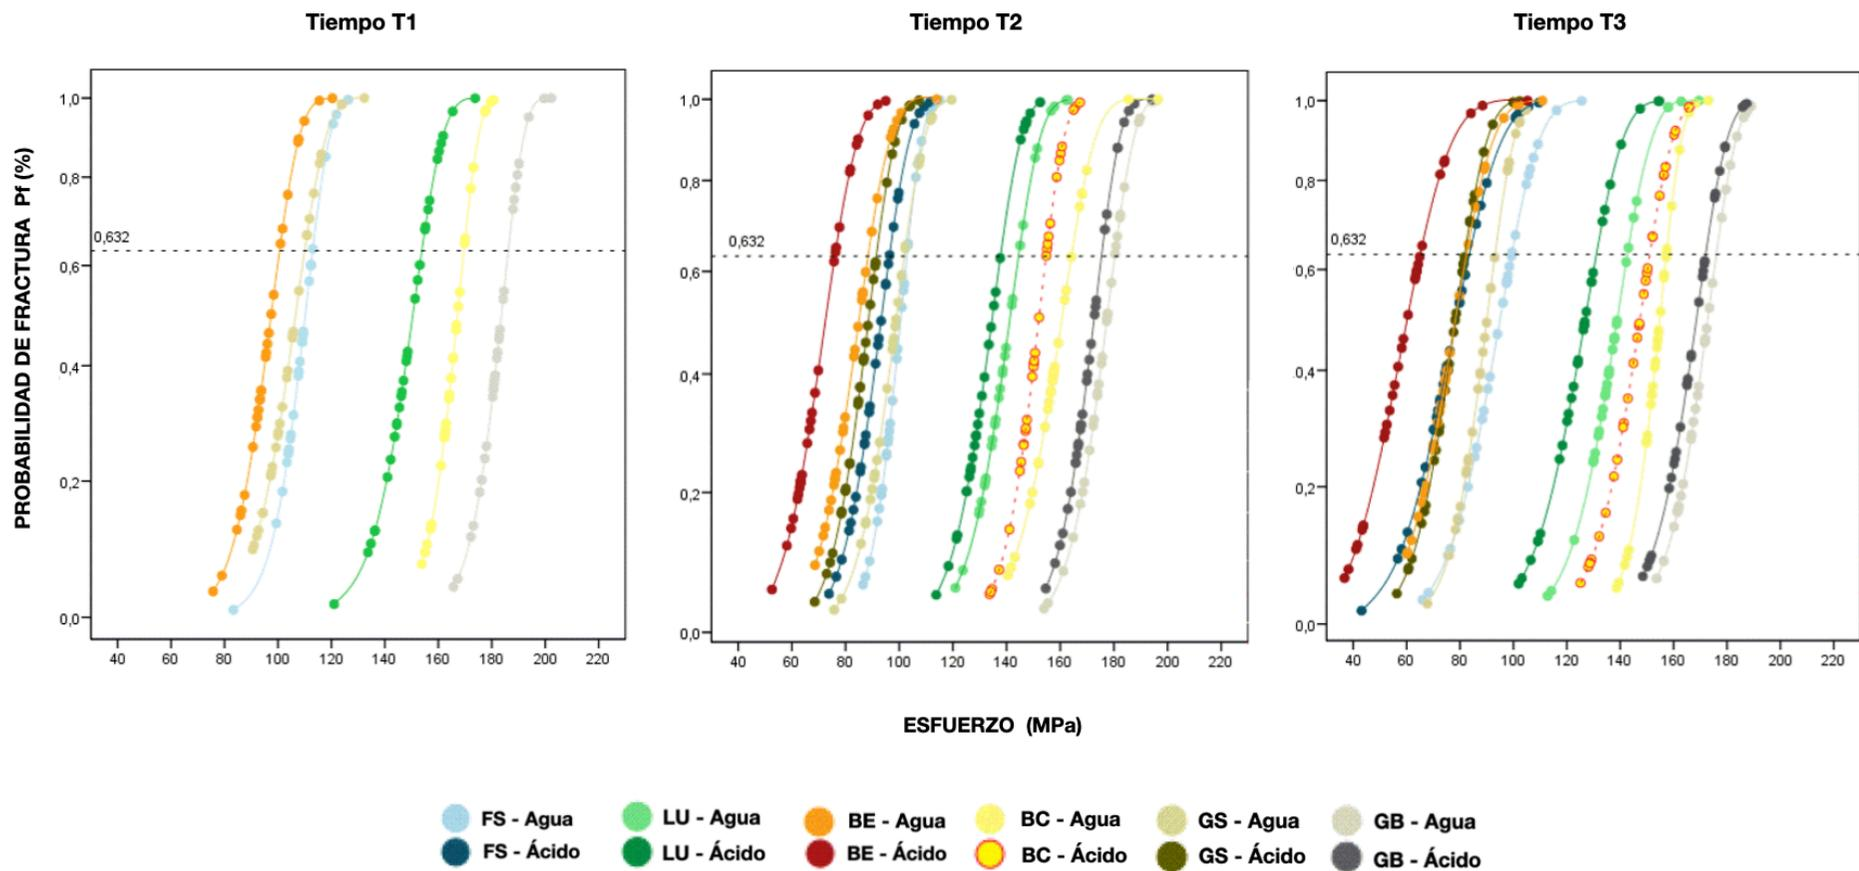 Tiempo T1 Tiempo T2 Tiempo T3
PROBABILIDAD DE FRACTURA Pf (%)
1,0 1,0 1,0
0,8 0,8 0,8
0,632 0,632 0,632
0,6 0,6 0,6
0,4 0,4 0,4
0,2 0,2 0,2
0,0 0,0 0,0
40 60 80 100 120 140 160 180 200 220 40 60 80 100 120 140 160 180 200 220 40 60 80 100 120 140 160 180 200 220
ESFUERZO (MPa)
FS - Agua LU - Agua BE - Agua BC - Agua GS - Agua GB - Agua
FS - Ácido LU - Ácido BE - Ácido BC - Ácido GS - Ácido GB - Ácido